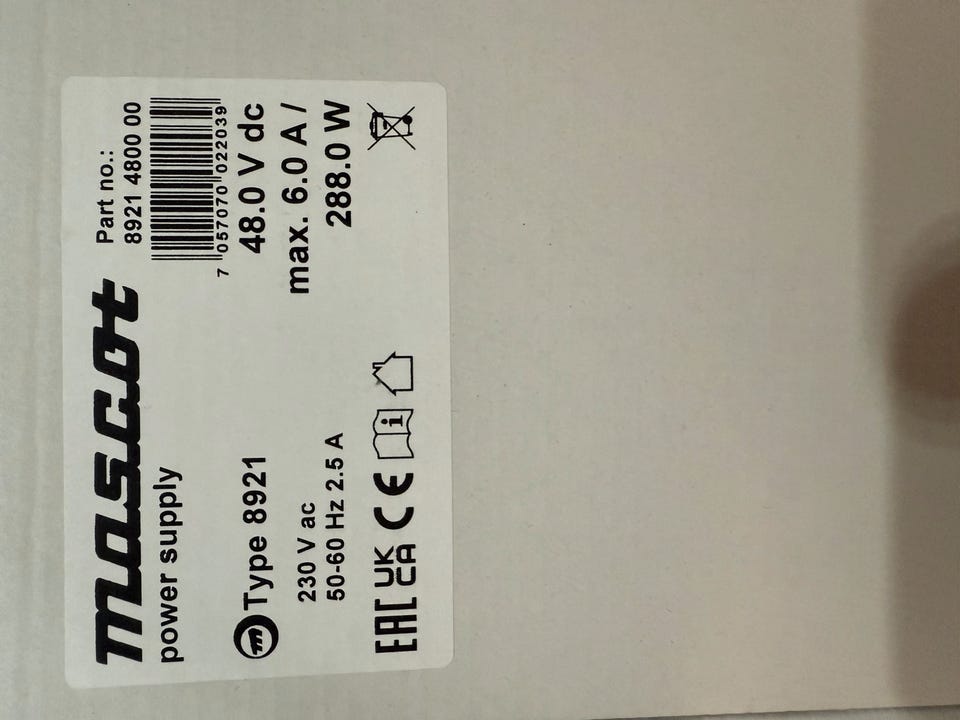 mascot
power supply
Part no.:
8921 4800 00
7 057070 022039
Type 8921
48.0 V dc
max. 6.0 A /
288.0 W
230 V ac
50-60 Hz 2.5 A
EAC UK CA CE i